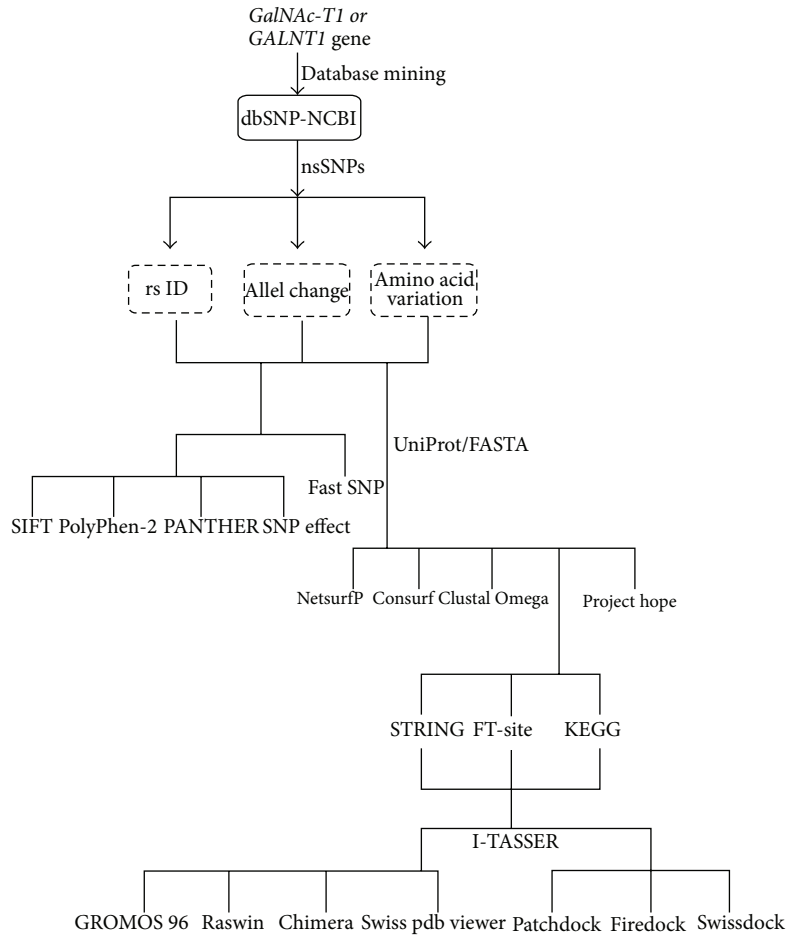 GalNAc-T1 or
GALNT1 gene
Database mining
dbSNP-NCBI
nsSNPs
rs ID
Allel change
Amino acid
variation
UniProt/FASTA
Fast SNP
SIFT PolyPhen-2 PANTHER SNP effect
NetsurfP Consurf Clustal Omega Project hope
STRING FT-site KEGG
I-TASSER
GROMOS 96 Raswin Chimera Swiss pdb viewer Patchdock Firedock Swissdock